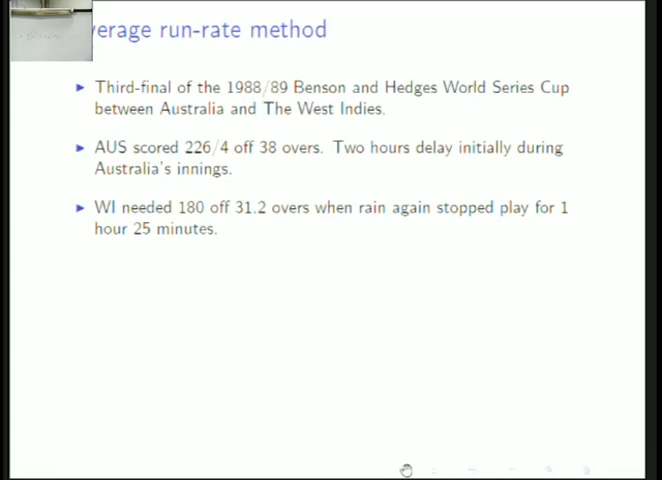 verage run-rate method
Third-final of the 1988/89 Benson and Hedges World Series Cup
between Australia and The West Indies.
AUS scored 226/4 off 38 overs. Two hours delay initially during
Australia's innings.
WI needed 180 off 31.2 overs when rain again stopped play for 1
hour 25 minutes.